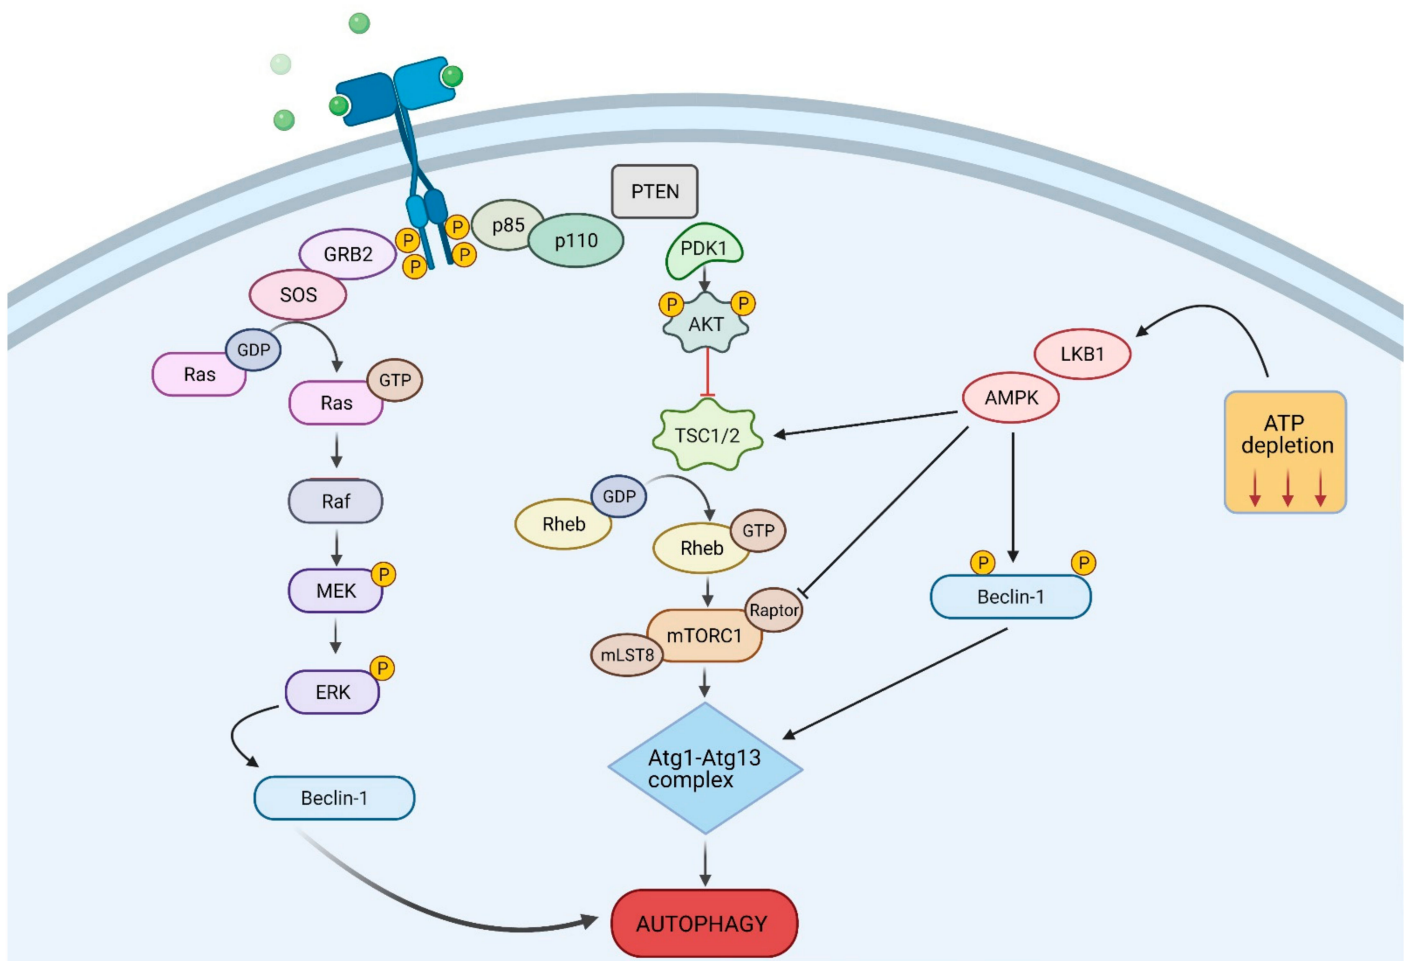 PTEN
P
p85
P
GRB2
p110
PDK1
P
P
SOS
P
P
AKT
GDP
LKB1
Ras
GTP
Ras
AMPK
ATP
depletion
TSC1/2
GDP
Raf
Rheb
GTP
Rheb
P
P
P
MEK
Beclin-1
Raptor
mTORC1
mLST8
P
ERK
Atg1-Atg13
complex
Beclin-1
AUTOPHAGY